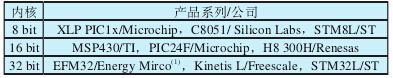 内核 产品系列/公司
8 bit XLP PIC1x/Microchip，C8051/ Silicon Labs，STM8L/ST
16 bit MSP430/TI，PIC24F/Microchip，H8 300H/Renesas
32 bit EFM32/Energy Mirco(1)，Kinetis L/Freescale，STM32L/ST